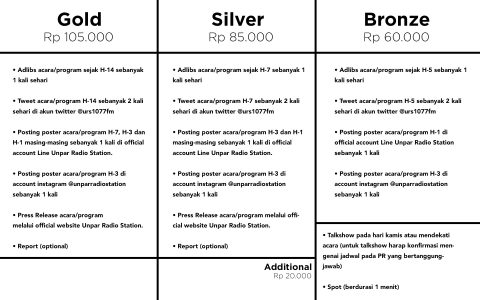 Gold
Rp 105.000
• Adlibs acara/program sejak H-14 sebanyak
1 kali sehari
• Tweet acara/program H-14 sebanyak 2 kali
sehari di akun twitter @urs1077fm
• Posting poster acara/program H-7, H-3 dan
H-1 masing-masing sebanyak 1 kali di official
account Line Unpar Radio Station.
• Posting poster acara/program H-3 di
account instagram @unparradiostation
sebanyak 1 kali
• Press Release acara/program
melalui official website Unpar Radio Station.
• Report (optional)
Silver
Rp 85.000
• Adlibs acara/program sejak H-7 sebanyak 1
kali sehari
• Tweet acara/program H-7 sebanyak 2 kali
sehari di akun twitter @urs1077fm
• Posting poster acara/program H-3 dan H-1
masing-masing sebanyak 1 kali di official
account Line Unpar Radio Station.
• Posting poster acara/program H-3 di
account instagram @unparradiostation
sebanyak 1 kali
• Press Release acara/program melalui offi-
cial website Unpar Radio Station.
• Report (optional)
Bronze
Rp 60.000
• Adlibs acara/program sejak H-5 sebanyak 1
kali sehari
• Tweet acara/program H-5 sebanyak 2 kali
sehari di akun twitter @urs1077fm
• Posting poster acara/program H-1 di
official account Line Unpar Radio Station
sebanyak 1 kali
• Posting poster acara/program H-3 di
account instagram @unparradiostation
sebanyak 1 kali
Additional
Rp 20.000
• Talkshow pada hari kamis atau mendekati
acara (untuk talkshow harap konfirmasi men-
genai jadwal pada PR yang bertanggung-
jawab)
• Spot (berdurasi 1 menit)